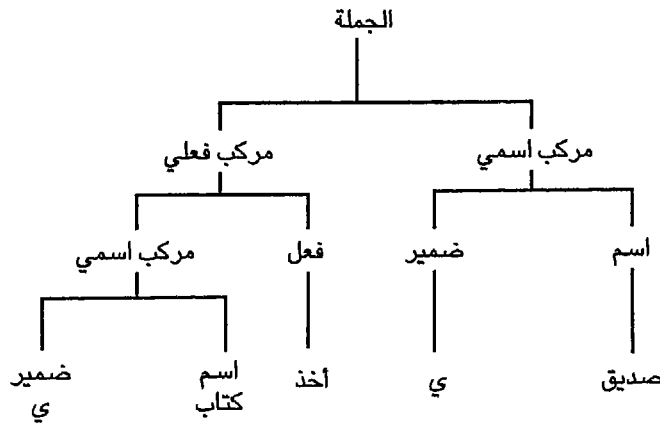 الجملة
مركب اسمي
مركب فعلي
اسم
ضمير
فعل
مركب اسمي
صديق
ي
أخذ
اسم
كتاب
ضمير
ي